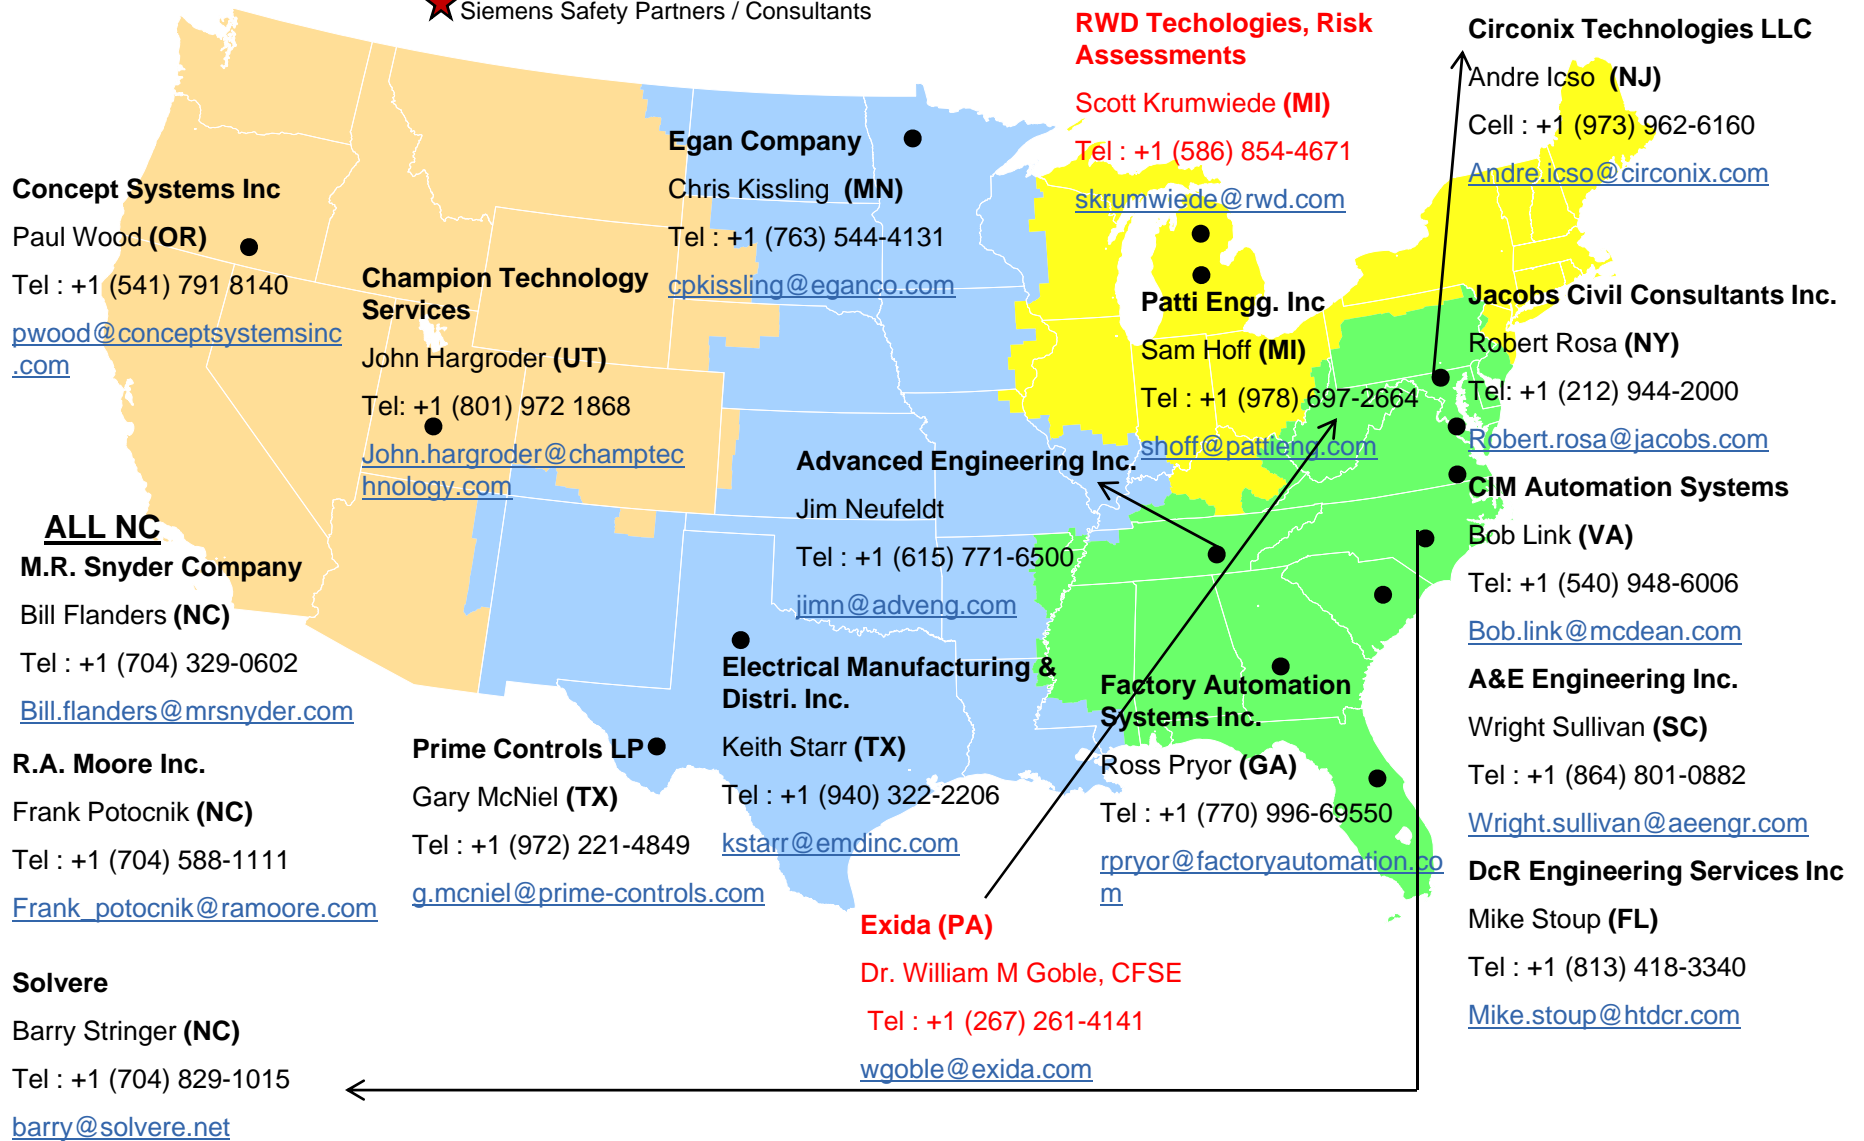 Siemens Safety Partners / Consultants
RWD Techologies, Risk
Assessments
Scott Krumwiede (MI)
Tel : +1 (586) 854-4671
skrumwiede@rwd.com
Circonix Technologies LLC
Andre Icso (NJ)
Cell : +1 (973) 962-6160
Andre.icso@circonix.com
Egan Company
Chris Kissling (MN)
Tel : +1 (763) 544-4131
cpkissling@eganco.com
Concept Systems Inc
Paul Wood (OR)
Tel : +1 (541) 791 8140
pwood@conceptsystemsinc
.com
Champion Technology
Services
John Hargroder (UT)
Tel: +1 (801) 972 1868
John.hargroder@champtec
hnology.com
Patti Engg. Inc
Sam Hoff (MI)
Tel : +1 (978) 697-2664
shoff@pattieng.com
Jacobs Civil Consultants Inc.
Robert Rosa (NY)
Tel: +1 (212) 944-2000
Robert.rosa@jacobs.com
Advanced Engineering Inc.
Jim Neufeldt
Tel : +1 (615) 771-6500
jimn@adveng.com
CIM Automation Systems
Bob Link (VA)
Tel: +1 (540) 948-6006
Bob.link@mcdean.com
ALL NC
M.R. Snyder Company
Bill Flanders (NC)
Tel : +1 (704) 329-0602
Bill.flanders@mrsnyder.com
R.A. Moore Inc.
Frank Potocnik (NC)
Tel : +1 (704) 588-1111
Frank_potocnik@ramoore.com
Solvere
Barry Stringer (NC)
Tel : +1 (704) 829-1015
barry@solvere.net
Prime Controls LP
Gary McNiel (TX)
Tel : +1 (972) 221-4849
g.mcniel@prime-controls.com
Electrical Manufacturing &
Distri. Inc.
Keith Starr (TX)
Tel : +1 (940) 322-2206
kstarr@emdinc.com
Factory Automation
Systems Inc.
Ross Pryor (GA)
Tel : +1 (770) 996-69550
rpryor@factoryautomation.co
m
A&E Engineering Inc.
Wright Sullivan (SC)
Tel : +1 (864) 801-0882
Wright.sullivan@aeengr.com
DcR Engineering Services Inc
Mike Stoup (FL)
Tel : +1 (813) 418-3340
Mike.stoup@htdcr.com
Exida (PA)
Dr. William M Goble, CFSE
Tel : +1 (267) 261-4141
wgoble@exida.com